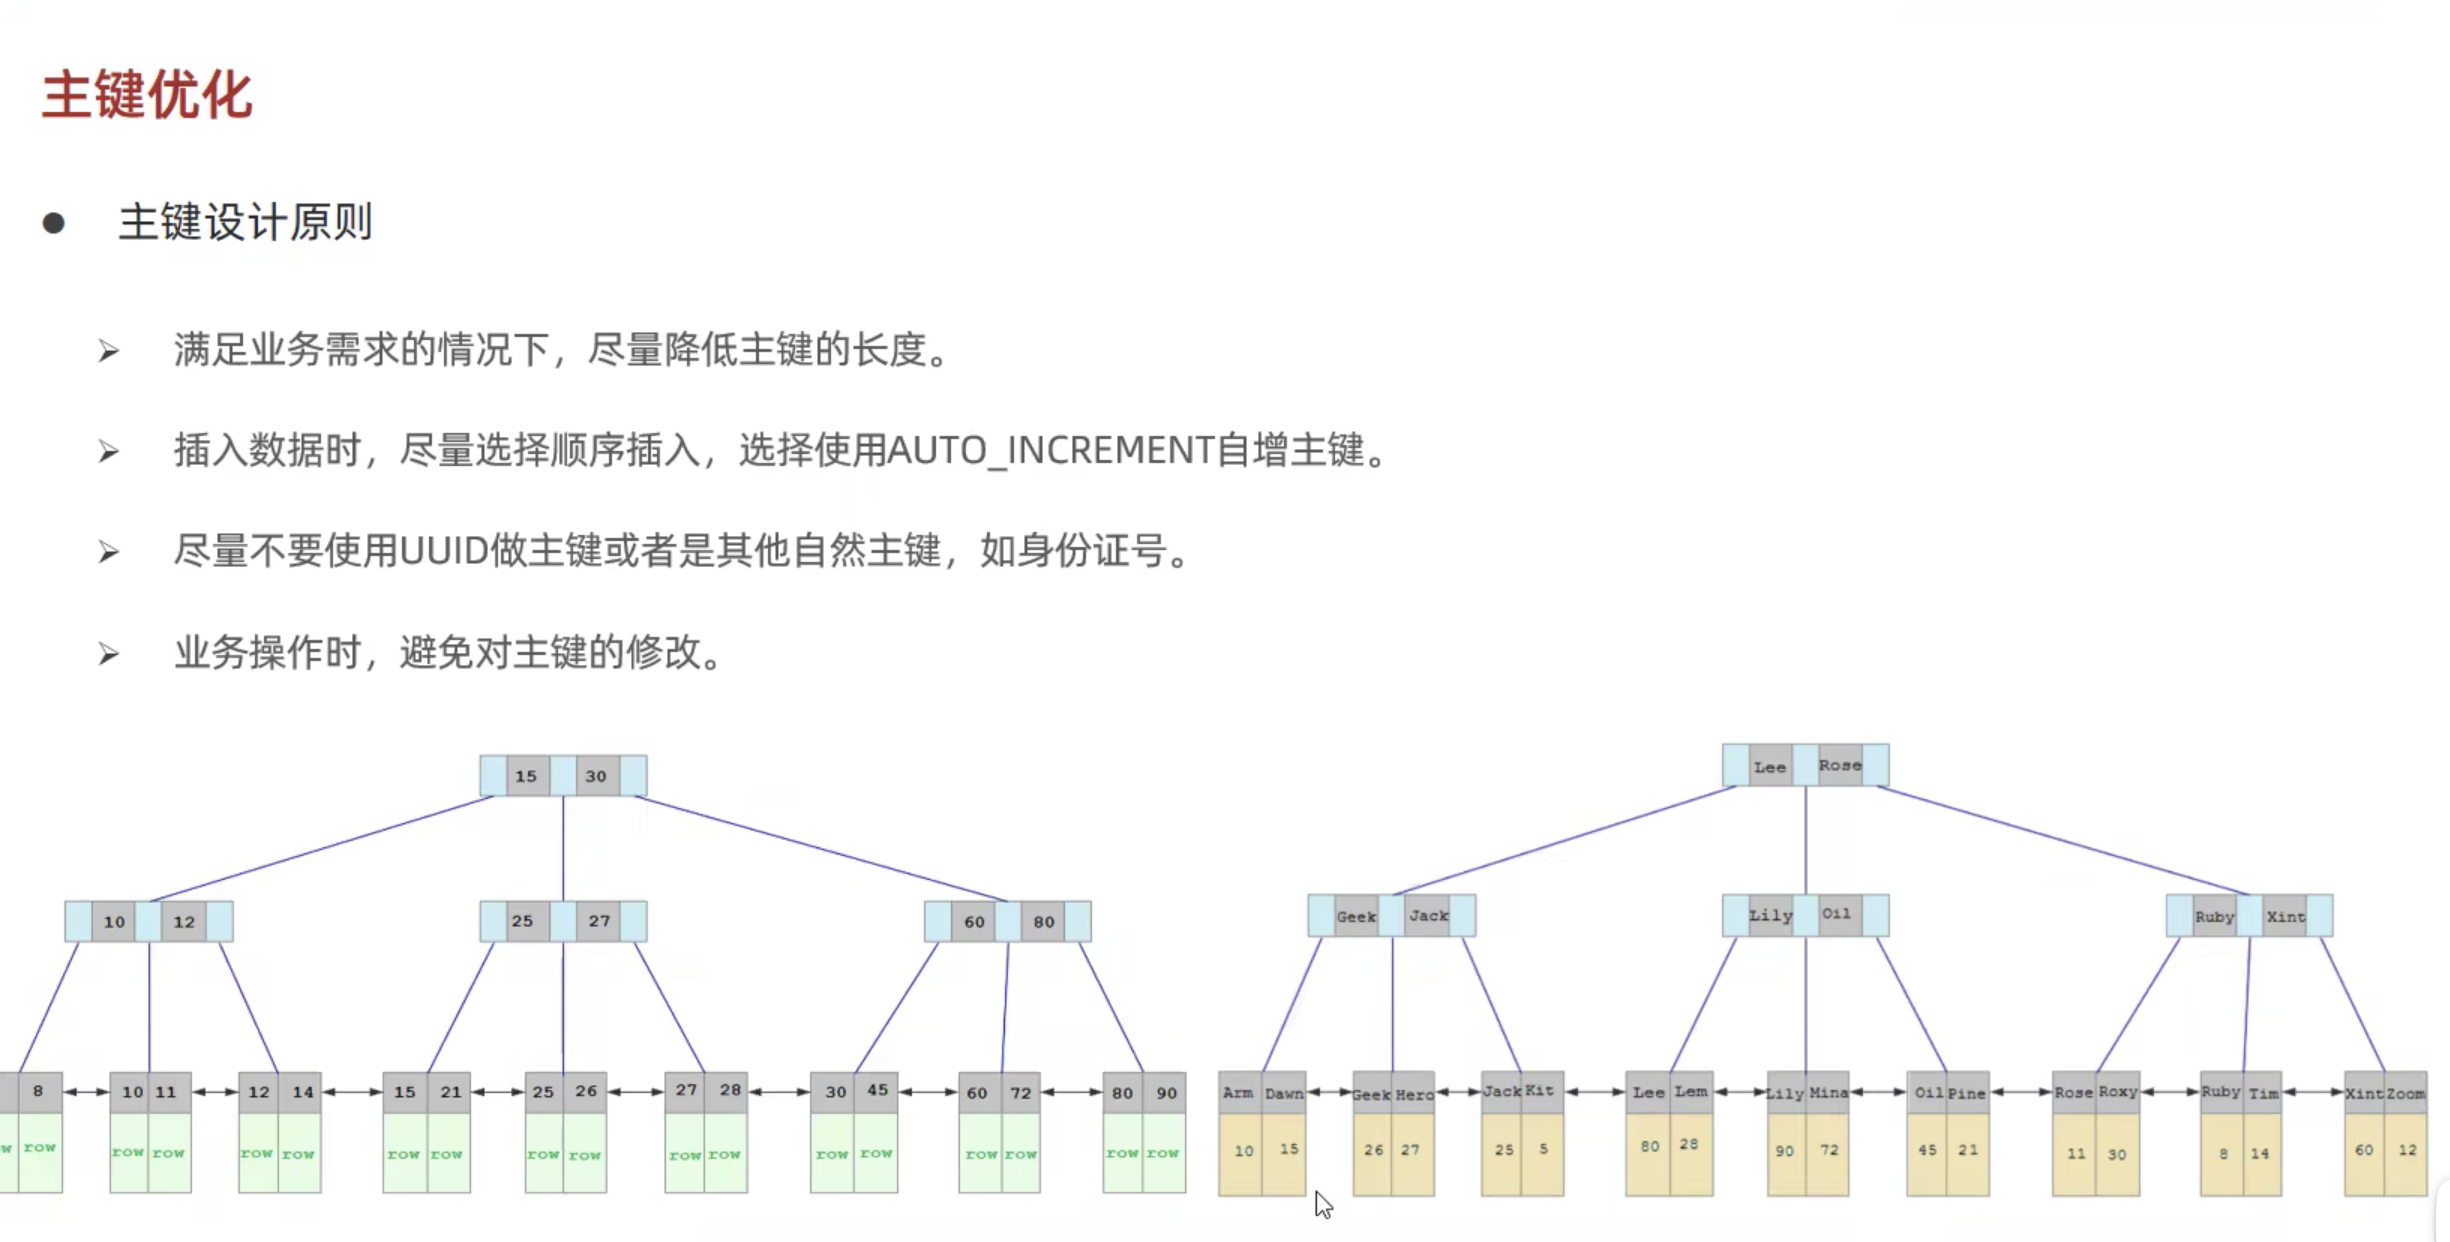 主键优化
● 主键设计原则
➢ 满足业务需求的情况下，尽量降低主键的长度。
➢ 插入数据时，尽量选择顺序插入，选择使用AUTO_INCREMENT自增主键。
➢ 尽量不要使用UUID做主键或者是其他自然主键，如身份证号。
➢ 业务操作时，避免对主键的修改。
15 30
Lee Rose
10 12
25 27
60 80
Geek Jack
Lily Oil
Ruby Xint
8 10 11 12 14 15 21 25 26 27 28 30 45 60 72 80 90
Arm Dawn Geek Hero Jack Kit Lee Lem Lily Mina Oil Pine Rose Roxy Ruby Tim Xint Zoom
w row row row row row row row row row row row row row row row row row
10 15 26 27 25 5 80 28 90 72 45 21 11 30 8 14 60 12